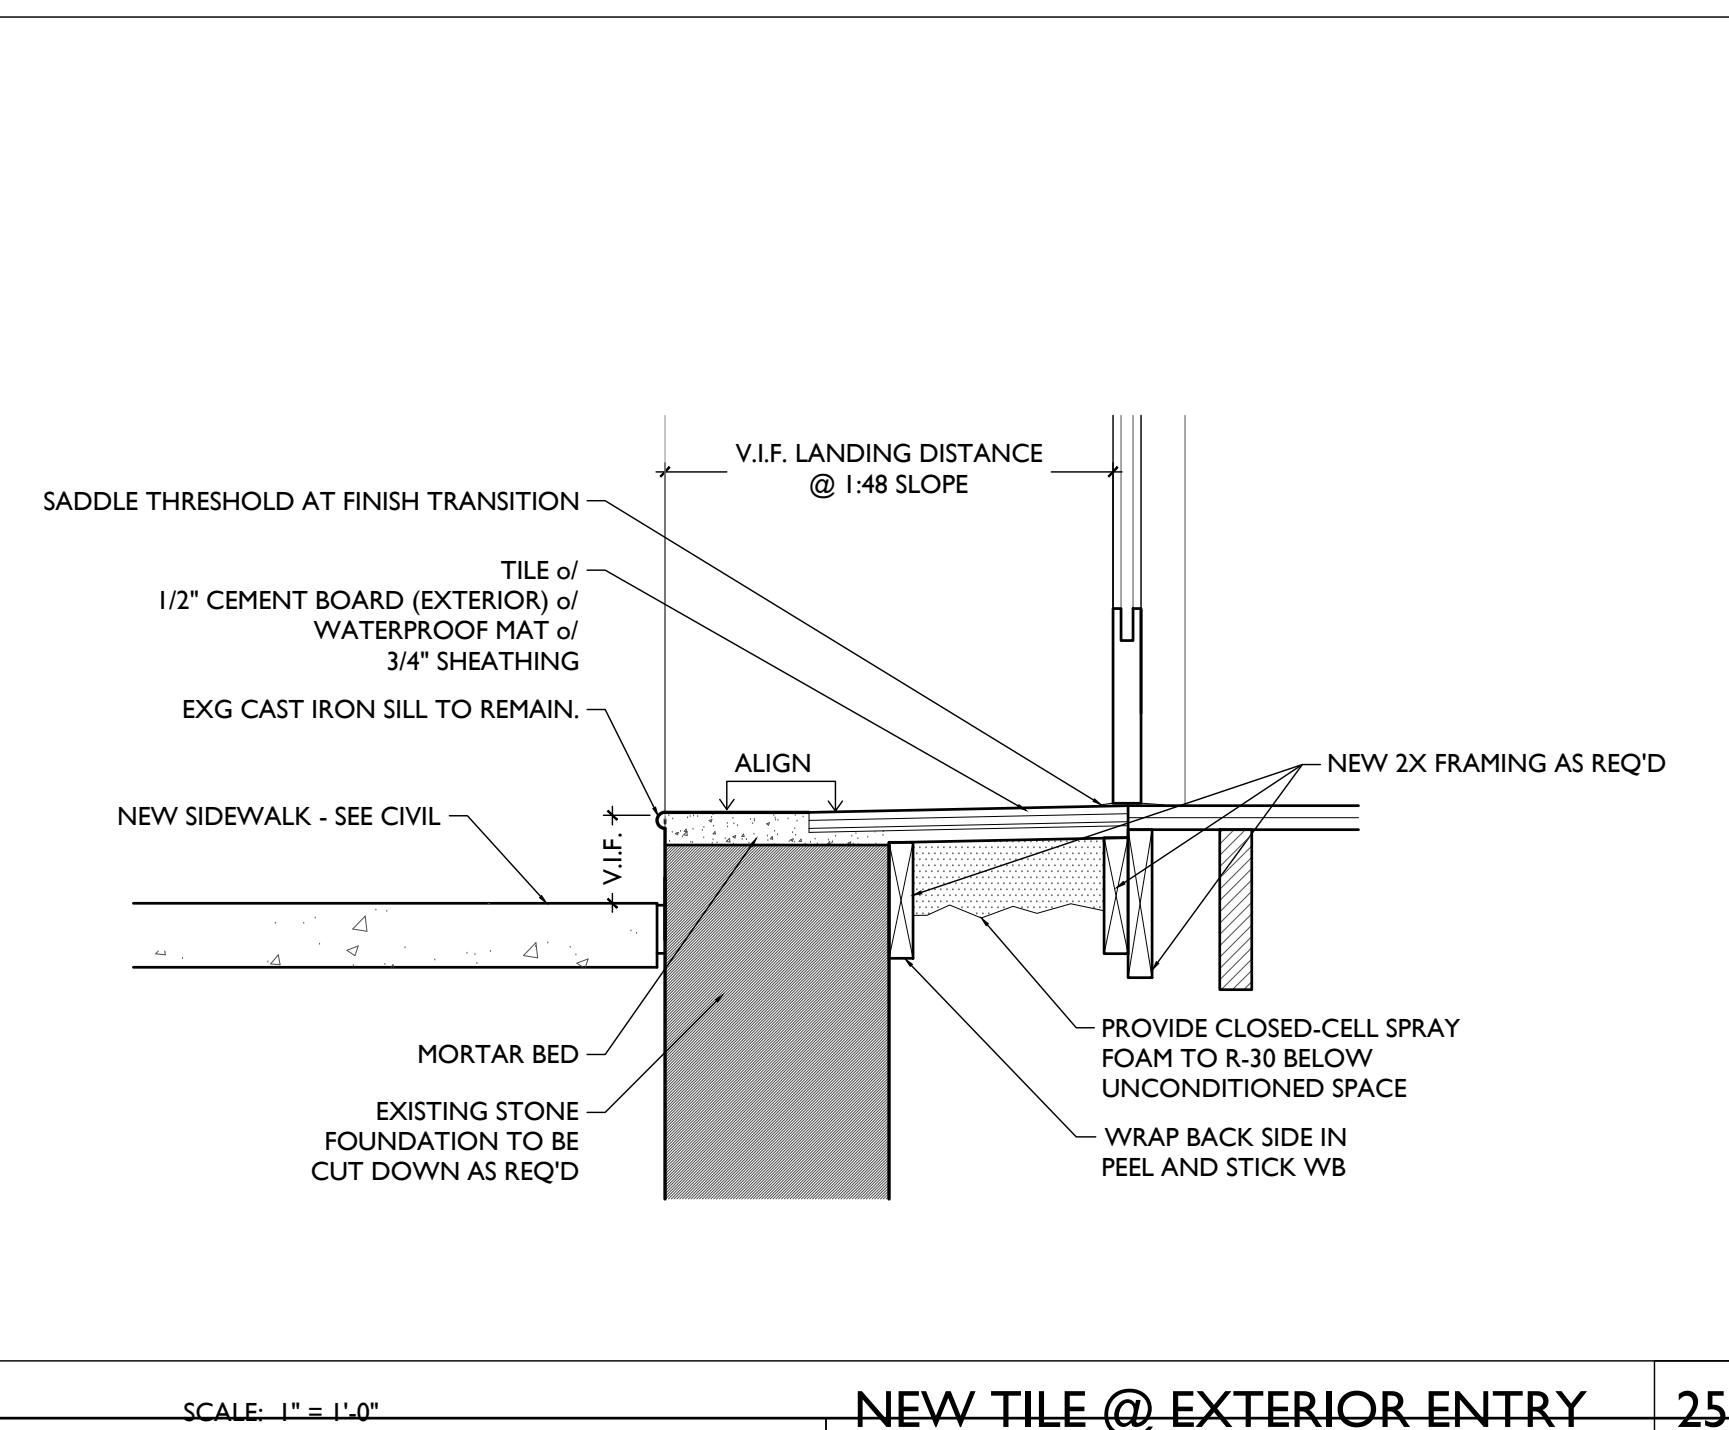 V.I.F. LANDING DISTANCE
@ 1:48 SLOPE
SADDLE THRESHOLD AT FINISH TRANSITION
TILE o/
1/2" CEMENT BOARD (EXTERIOR) o/
WATERPROOF MAT o/
3/4" SHEATHING
EXG CAST IRON SILL TO REMAIN.
ALIGN
NEW 2X FRAMING AS REQ'D
NEW SIDEWALK - SEE CIVIL
V.I.F.
MORTAR BED
EXISTING STONE
FOUNDATION TO BE
CUT DOWN AS REQ'D
PROVIDE CLOSED-CELL SPRAY
FOAM TO R-30 BELOW
UNCONDITIONED SPACE
WRAP BACK SIDE IN
PEEL AND STICK WB
SCALE: 1" = 1'-0"
NEW TILE @ EXTERIOR ENTRY
25